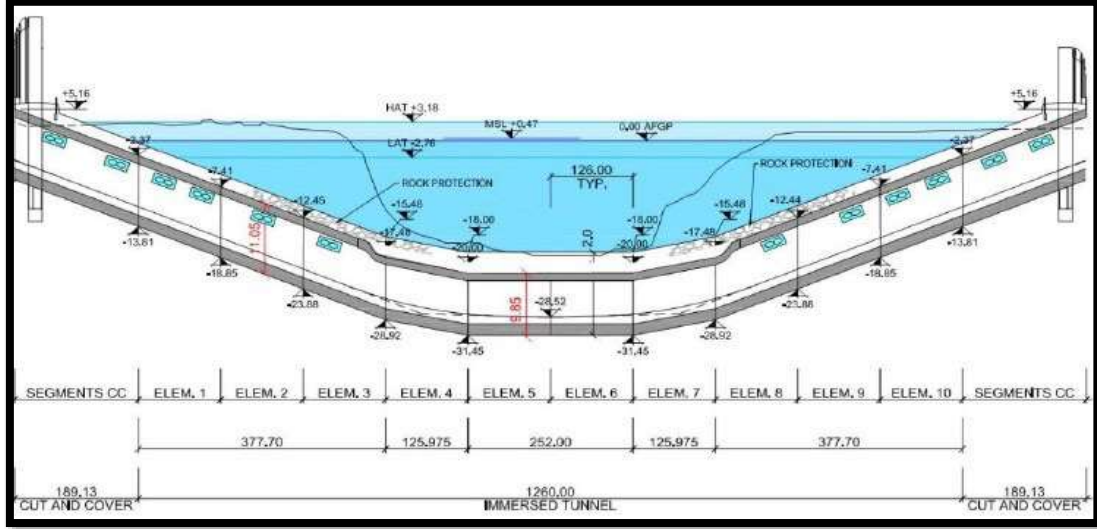 +5.16
HAT +3.18
MSL +0.47
0.00 AFGP
+5.16
LAT -2.76
-2.37
-2.37
-7.41
126.00
TYP.
-7.41
ROCK PROTECTION
ROCK PROTECTION
-12.45
-15.48
-18.00
-18.00
-15.48
-12.44
-17.48
-20.00
2.0
-20.00
-17.48
-13.81
11.05
-13.81
-18.85
-18.85
-23.88
9.85
-28.52
-23.88
-28.92
-28.92
-31.45
-31.45
SEGMENTS CC ELEM. 1 ELEM. 2 ELEM. 3 ELEM. 4 ELEM. 5 ELEM. 6 ELEM. 7 ELEM. 8 ELEM. 9 ELEM. 10 SEGMENTS CC
377.70 125.975 252.00 125.975 377.70
189.13 1260.00 189.13
CUT AND COVER IMMERSED TUNNEL CUT AND COVER